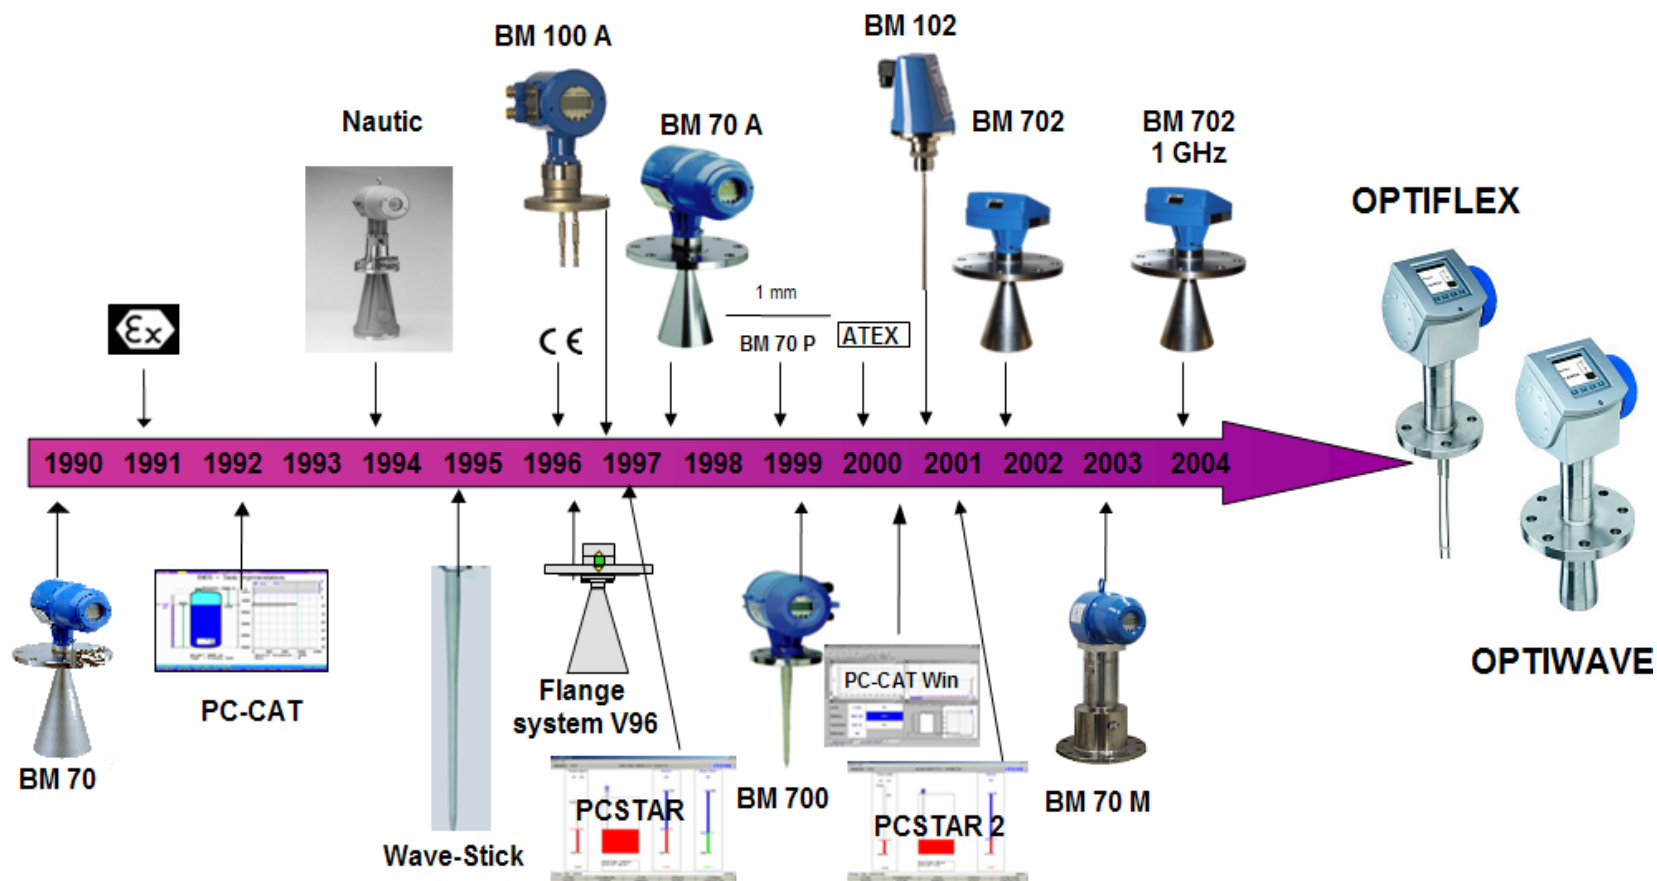 BM 100 A
BM 102
Nautic
BM 70 A
BM 702
BM 702
1 GHz
OPTIFLEX
1 mm
BM 70 P
ATEX
Ex
CE
1990 1991 1992 1993 1994 1995 1996 1997 1998 1999 2000 2001 2002 2003 2004
BM 70
PC-CAT
Wave-Stick
Flange
system V96
PCSTAR
BM 700
PC-CAT Win
PCSTAR 2
BM 70 M
OPTIWAVE